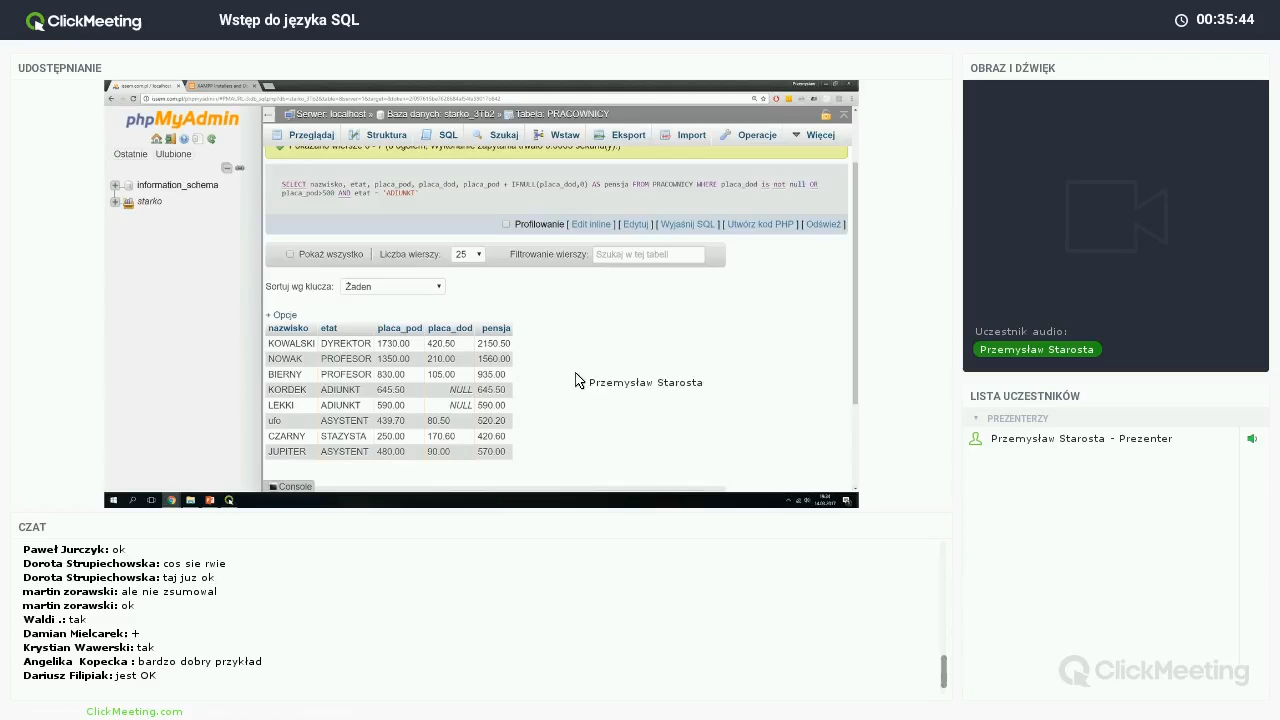 ClickMeeting
Wstęp do języka SQL
00:35:44
UDOSTĘPNIANIE
OBRAZ I DŹWIĘK
phpMyAdmin
Ostatnie Ulubione
information_schema
starko
Serwer: localhost » Baza danych: starko_3Tb2 » Tabela: PRACOWNICY
Przeglądaj Struktura SQL Szukaj Wstaw Eksport Import Operacje Więcej
SELECT nazwisko, etat, placa_pod, placa_dod, placa_pod + IFNULL(placa_dod,0) AS pensja FROM PRACOWNICY WHERE placa_dod is not null OR
placa_pod>500 AND etat = 'ADIUNKT'
Profilowanie [ Edit inline ] [ Edytuj ] [ Wyjaśnij SQL ] [ Utwórz kod PHP ] [ Odśwież ]
Pokaż wszystko Liczba wierszy: 25 Filtrowanie wierszy: Szukaj w tej tabeli
Sortuj wg klucza: Żaden
+ Opcje
nazwisko etat placa_pod placa_dod pensja
KOWALSKI DYREKTOR 1730.00 420.50 2150.50
NOWAK PROFESOR 1350.00 210.00 1560.00
BIERNY PROFESOR 830.00 105.00 935.00
KORDEK ADIUNKT 645.50 NULL 645.50
LEKKI ADIUNKT 590.00 NULL 590.00
ufo ASYSTENT 439.70 80.50 520.20
CZARNY STAZYSTA 250.00 170.60 420.60
JUPITER ASYSTENT 480.00 90.00 570.00
Przemysław Starosta
Console
Uczestnik audio:
Przemysław Starosta
LISTA UCZESTNIKÓW
PREZENTERZY
Przemysław Starosta - Prezenter
CZAT
Paweł Jurczyk: ok
Dorota Strupiechowska: cos sie rwie
Dorota Strupiechowska: taj juz ok
martin zorawski: ale nie zsumowal
martin zorawski: ok
Waldi .: tak
Damian Mielcarek: +
Krystian Wawerski: tak
Angelika Kopecka : bardzo dobry przykład
Dariusz Filipiak: jest OK
ClickMeeting
ClickMeeting.com